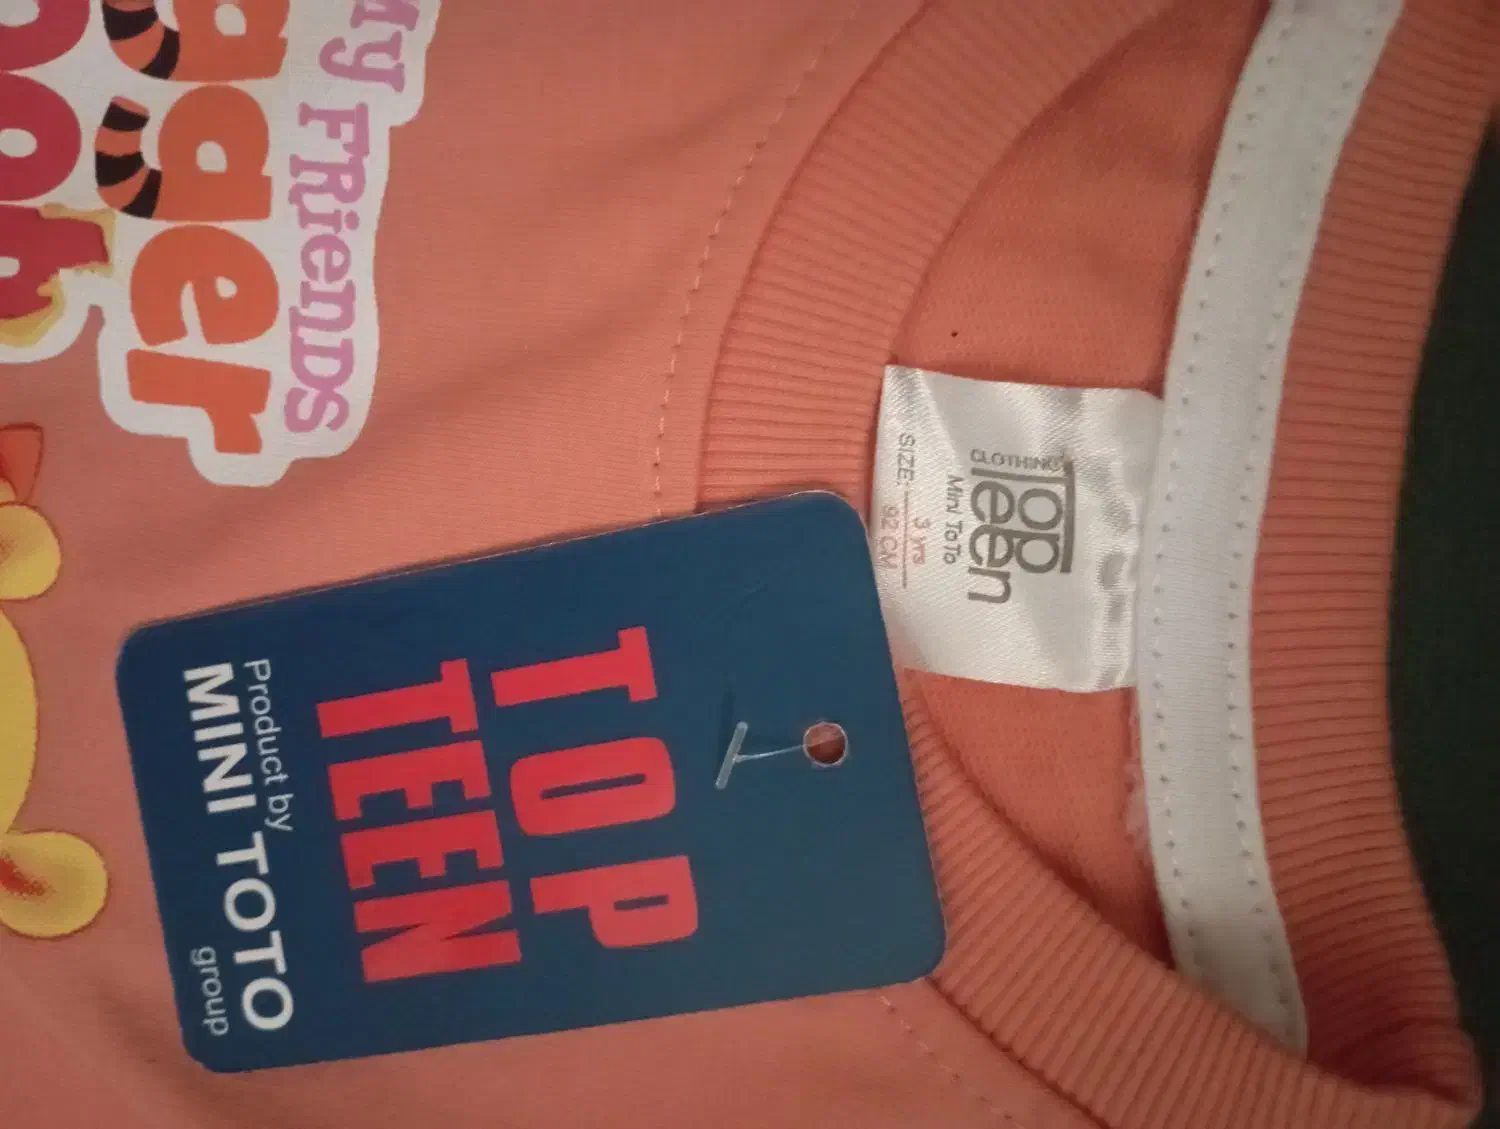 My FRienDS
gger
ooh
CLOTHING
Top
Teen
Mini ToTo
SIZE:
3 yrs
92 CM
TOP
TEEN
Product by
MINI TOTO
group